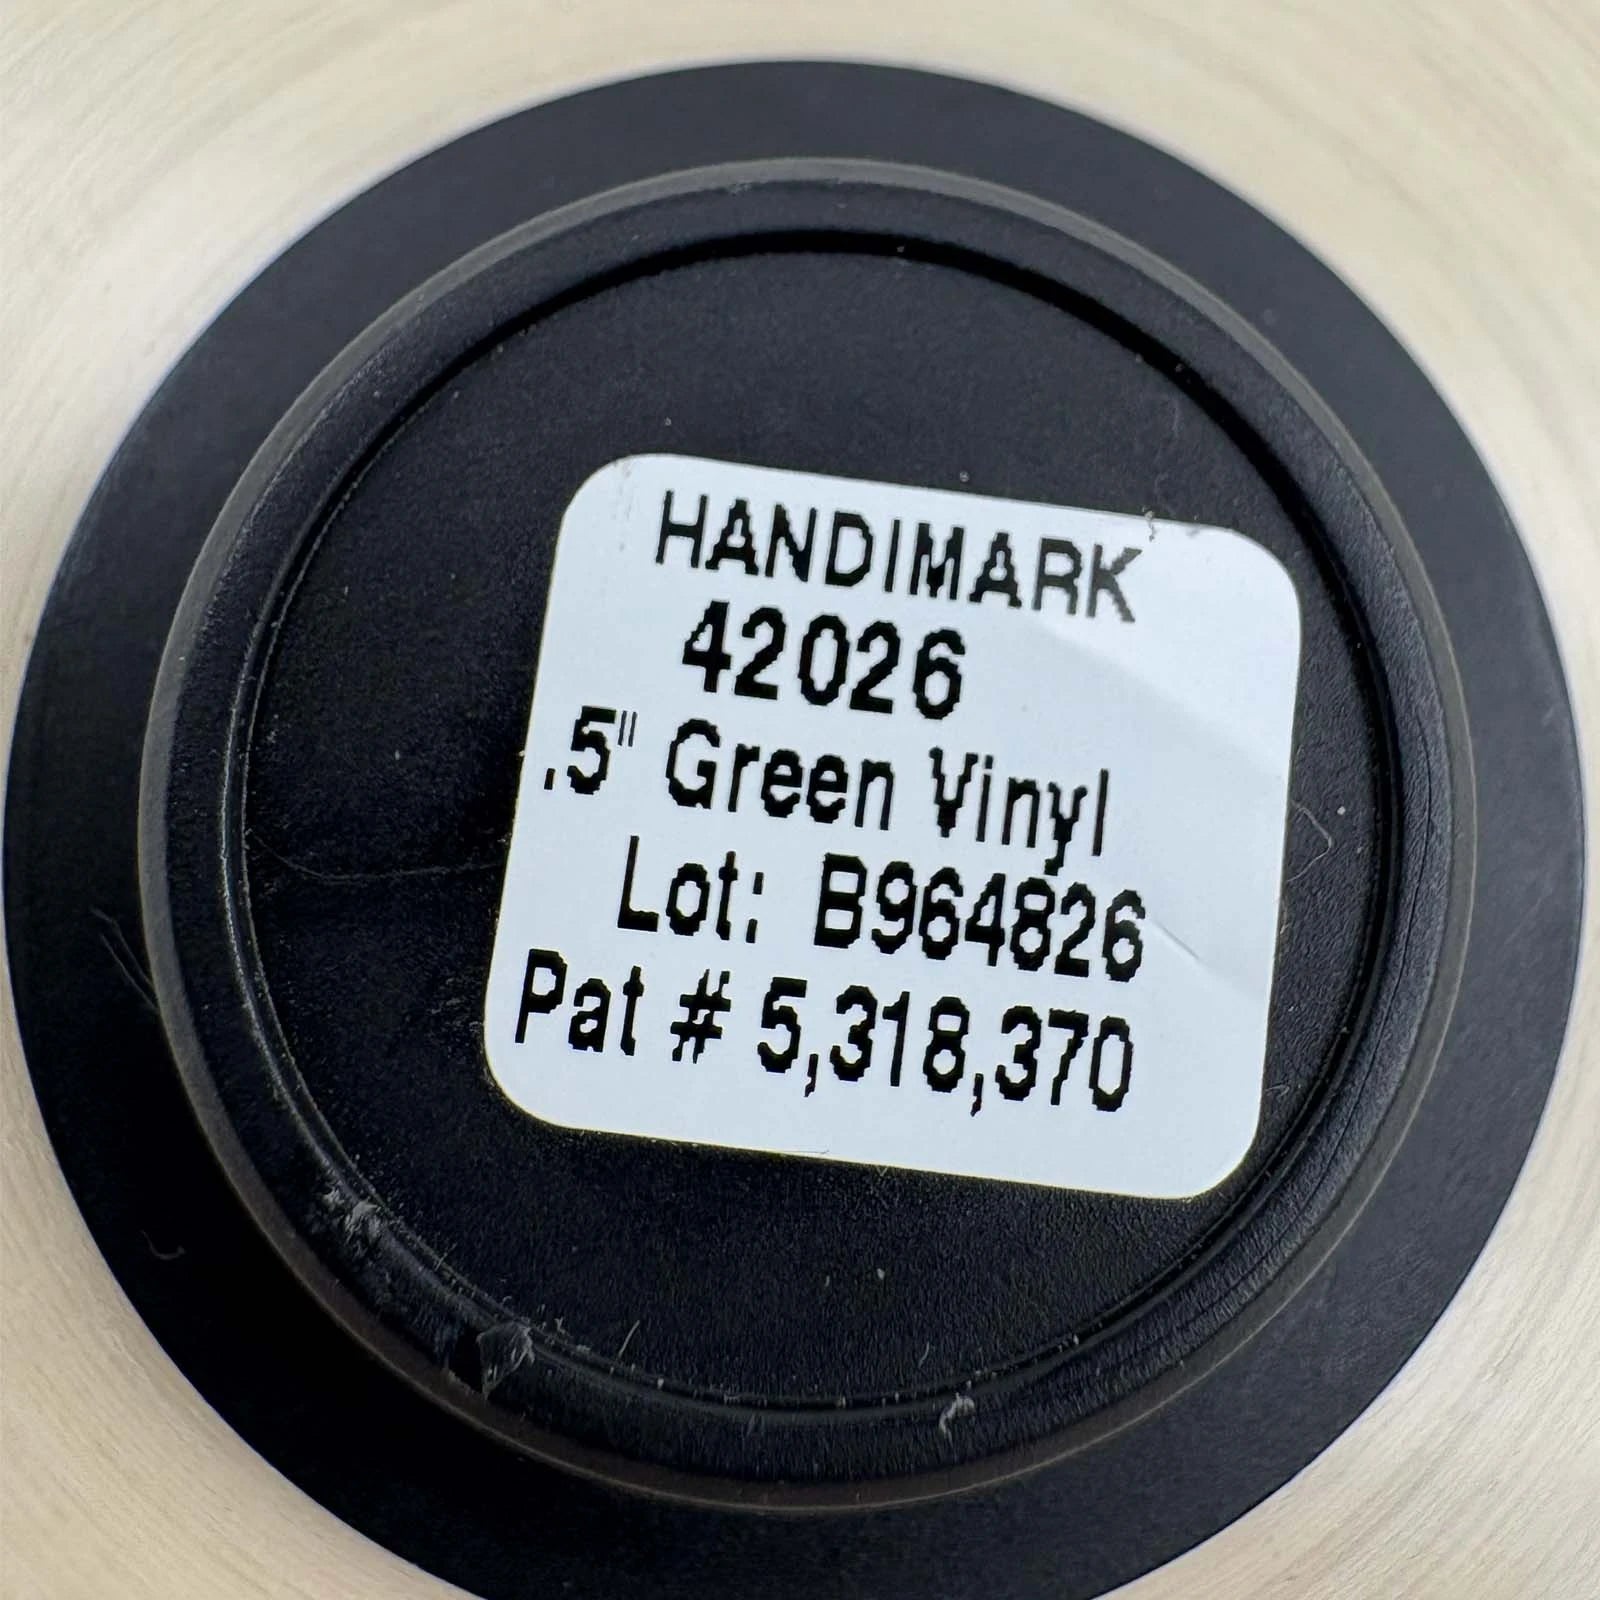 HANDIMARK
42026
.5" Green Vinyl
Lot: B964826
Pat # 5,318,370